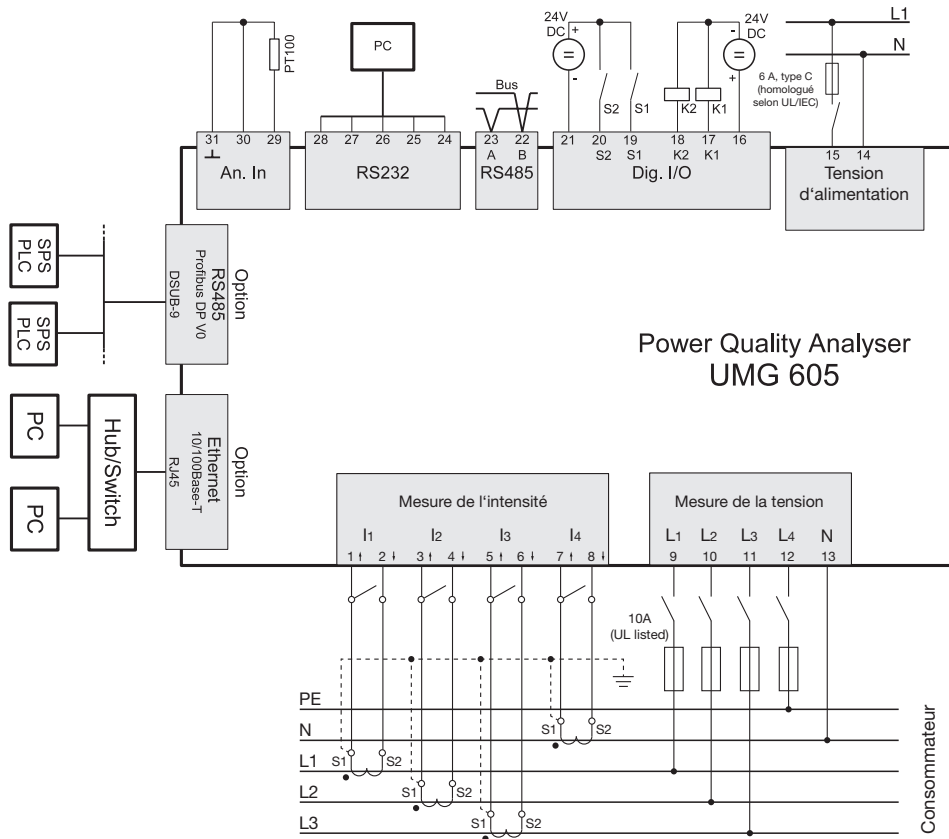 24V
DC
+
-
PT100
PC
Bus
S2
S1
K2
K1
24V
DC
-
+
L1
N
6 A, type C
(homologué
selon UL/IEC)
31 30 29
An. In
28 27 26 25 24
RS232
23 22
A B
RS485
21 20 19 18 17 16
S2 S1 K2 K1
Dig. I/O
15 14
Tension
d'alimentation
SPS
PLC
SPS
PLC
Option
RS485
Profibus DP V0
DSUB-9
Power Quality Analyser
UMG 605
PC
PC
Hub/Switch
Option
Ethernet
10/100Base-T
RJ45
Mesure de l'intensité
I1 I2 I3 I4
1 2 3 4 5 6 7 8
Mesure de la tension
L1 L2 L3 L4 N
9 10 11 12 13
10A
(UL listed)
PE
S1 S2
N
L1
S1 S2
L2
S1 S2
L3
S1 S2
Consommateur